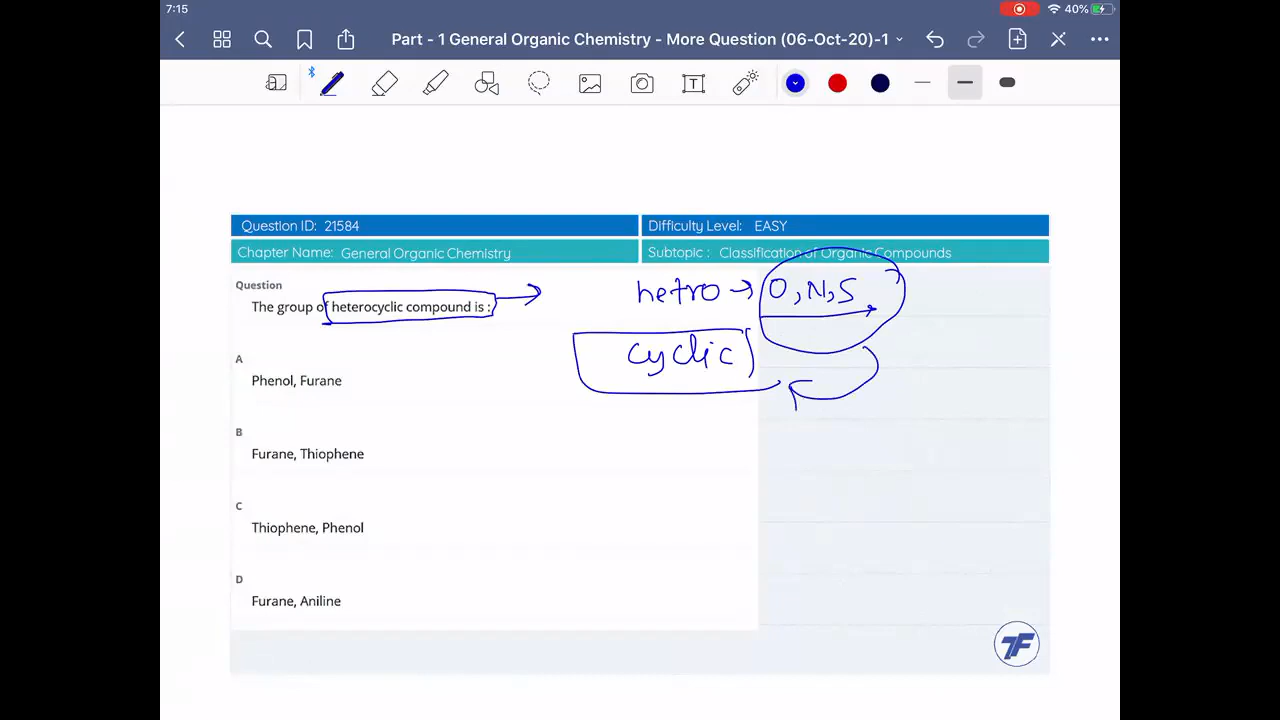 7:15
40%
Part - 1 General Organic Chemistry - More Question (06-Oct-20)-1
T
Question ID: 21584
Difficulty Level: EASY
Chapter Name: General Organic Chemistry
Subtopic : Classification of Organic Compounds
Question
The group of heterocyclic compound is :
hetro → O, N, S
cyclic
A
Phenol, Furane
B
Furane, Thiophene
C
Thiophene, Phenol
D
Furane, Aniline
7F